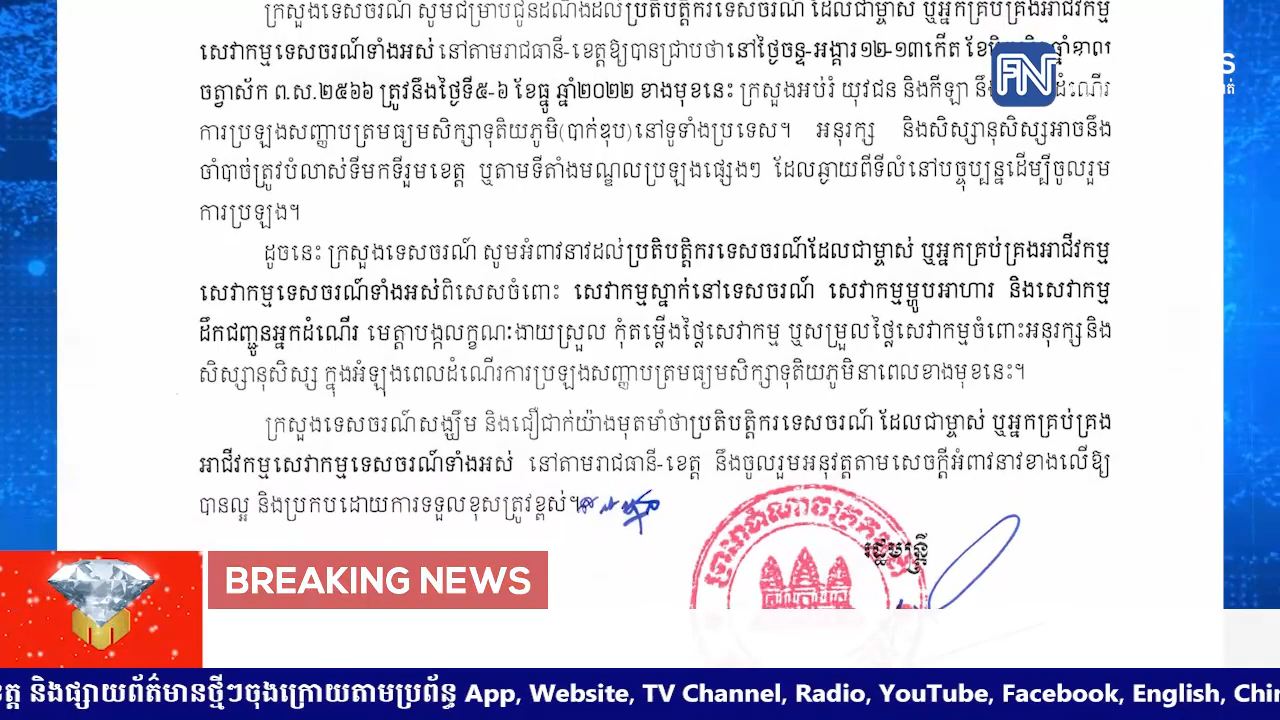 ក្រសួងទេសចរណ៍ សូមជម្រាបជូនដំណឹងដល់ប្រតិបត្តិករទេសចរណ៍ ដែលជាម្ចាស់ ឬអ្នកគ្រប់គ្រងអាជីវកម្ម
សេវាកម្មទេសចរណ៍ទាំងអស់ នៅតាមរាជធានី-ខេត្តឱ្យបានជ្រាបថា នៅថ្ងៃចន្ទ-អង្គារ ១២-១៣កើត ខែ
ចត្វាស័ក ព.ស.២៥៦៦ ត្រូវនឹងថ្ងៃទី៥-៦ ខែធ្នូ ឆ្នាំ២០២២ ខាងមុខនេះ ក្រសួងអប់រំ យុវជន និងកីឡា នឹង ដំណើរ
ការប្រឡងសញ្ញាបត្រមធ្យមសិក្សាទុតិយភូមិ(បាក់ឌុប)នៅទូទាំងប្រទេស។ អនុរក្ស និងសិស្សានុសិស្សអាចនឹង
ចាំបាច់ត្រូវបំលាស់ទីមកទីរួមខេត្ត ឬតាមទីតាំងមណ្ឌលប្រឡងផ្សេងៗ ដែលឆ្ងាយពីទីលំនៅបច្ចុប្បន្នដើម្បីចូលរួម
ការប្រឡង។
ដូចនេះ ក្រសួងទេសចរណ៍ សូមអំពាវនាវដល់ប្រតិបត្តិករទេសចរណ៍ដែលជាម្ចាស់ ឬអ្នកគ្រប់គ្រងអាជីវកម្ម
សេវាកម្មទេសចរណ៍ទាំងអស់ពិសេសចំពោះ សេវាកម្មស្នាក់នៅទេសចរណ៍ សេវាកម្មម្ហូបអាហារ និងសេវាកម្ម
ដឹកជញ្ជូនអ្នកដំណើរ មេត្តាបង្កលក្ខណៈងាយស្រួល កុំតម្លើងថ្លៃសេវាកម្ម ឬសម្រួលថ្លៃសេវាកម្មចំពោះអនុរក្សនិង
សិស្សានុសិស្ស ក្នុងអំឡុងពេលដំណើរការប្រឡងសញ្ញាបត្រមធ្យមសិក្សាទុតិយភូមិនាពេលខាងមុខនេះ។
ក្រសួងទេសចរណ៍សង្ឃឹម និងជឿជាក់យ៉ាងមុតមាំថាប្រតិបត្តិករទេសចរណ៍ ដែលជាម្ចាស់ ឬអ្នកគ្រប់គ្រង
អាជីវកម្មសេវាកម្មទេសចរណ៍ទាំងអស់ នៅតាមរាជធានី-ខេត្ត នឹងចូលរួមអនុវត្តតាមសេចក្តីអំពាវនាវខាងលើឱ្យ
បានល្អ និងប្រកបដោយការទទួលខុសត្រូវខ្ពស់។
រដ្ឋមន្ត្រី
FN
BREAKING NEWS
និងផ្សាយព័ត៌មានថ្មីៗចុងក្រោយតាមប្រព័ន្ធ App, Website, TV Channel, Radio, YouTube, Facebook, English,